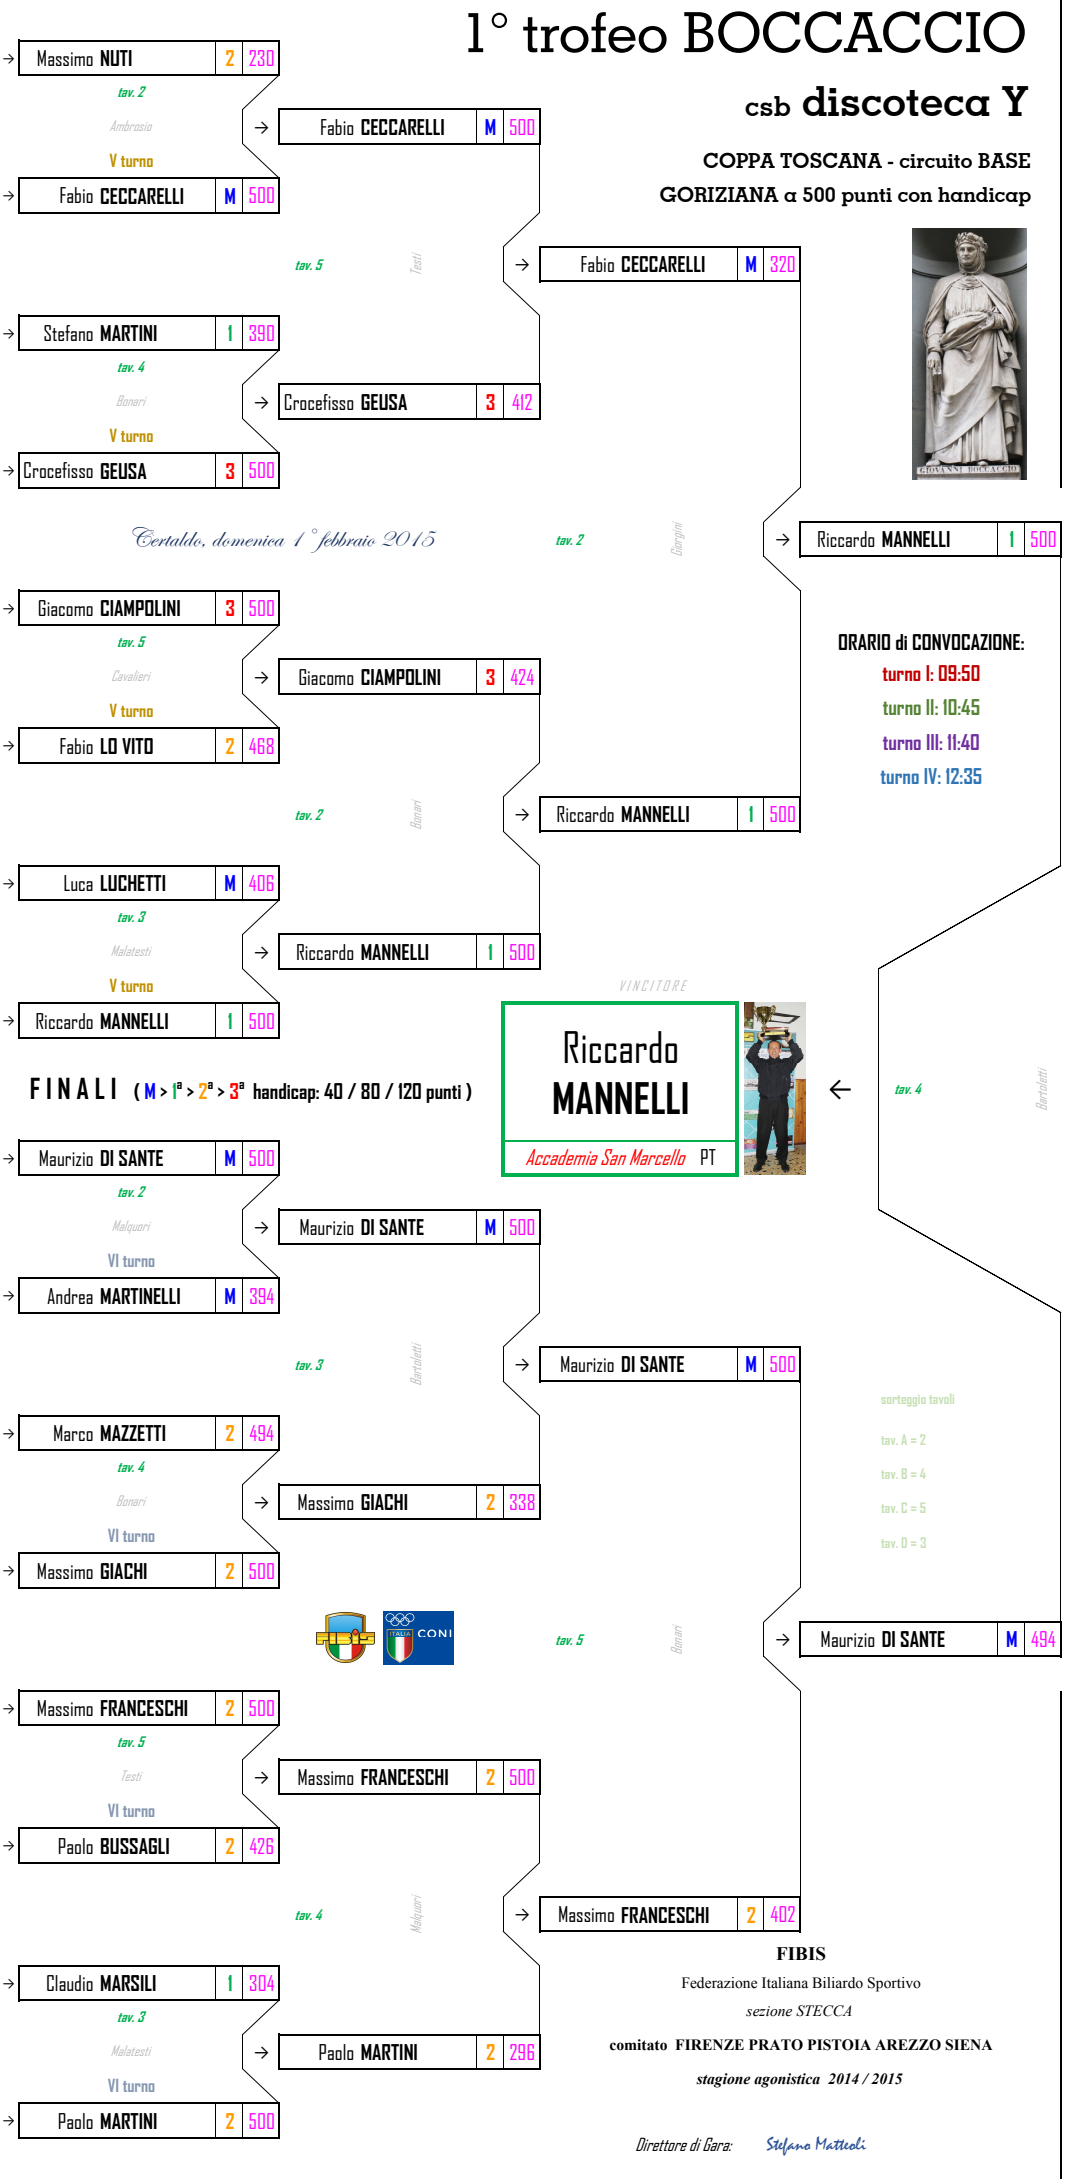 1° trofeo BOCCACCIO
csb discoteca Y
COPPA TOSCANA - circuito BASE
GORIZIANA a 500 punti con handicap
→ Massimo NUTI 2 230
tav. 2
Ambrosio
V turno
→ Fabio CECCARELLI M 500
→ Fabio CECCARELLI M 500
tav. 5 Testi
→ Fabio CECCARELLI M 320
→ Stefano MARTINI 1 390
tav. 4
Bonari
V turno
→ Crocefisso GEUSA 3 500
→ Crocefisso GEUSA 3 412
GIOVANNI BOCCACCIO
Certaldo, domenica 1° febbraio 2015
tav. 2 Giorgini
→ Riccardo MANNELLI 1 500
→ Giacomo CIAMPOLINI 3 500
tav. 5
Cavalieri
V turno
→ Fabio LO VITO 2 468
→ Giacomo CIAMPOLINI 3 424
ORARIO di CONVOCAZIONE:
turno I: 09:50
turno II: 10:45
turno III: 11:40
turno IV: 12:35
tav. 2 Bonari
→ Riccardo MANNELLI 1 500
→ Luca LUCHETTI M 406
tav. 3
Malatesti
V turno
→ Riccardo MANNELLI 1 500
→ Riccardo MANNELLI 1 500
VINCITORE
Riccardo
MANNELLI
Accademia San Marcello PT
← tav. 4 Bartoletti
FINALI ( M > 1ª > 2ª > 3ª handicap: 40 / 80 / 120 punti )
→ Maurizio DI SANTE M 500
tav. 2
Malquori
VI turno
→ Andrea MARTINELLI M 394
→ Maurizio DI SANTE M 500
tav. 3 Bartoletti
→ Maurizio DI SANTE M 500
→ Marco MAZZETTI 2 494
tav. 4
Bonari
VI turno
→ Massimo GIACHI 2 500
→ Massimo GIACHI 2 338
sorteggio tavoli
tav. A = 2
tav. B = 4
tav. C = 5
tav. D = 3
FIBIS
ITALIA CONI
tav. 5 Bonari
→ Maurizio DI SANTE M 494
→ Massimo FRANCESCHI 2 500
tav. 5
Testi
VI turno
→ Paolo BUSSAGLI 2 426
→ Massimo FRANCESCHI 2 500
tav. 4 Malquori
→ Massimo FRANCESCHI 2 402
→ Claudio MARSILI 1 304
tav. 3
Malatesti
VI turno
→ Paolo MARTINI 2 500
→ Paolo MARTINI 2 296
FIBIS
Federazione Italiana Biliardo Sportivo
sezione STECCA
comitato FIRENZE PRATO PISTOIA AREZZO SIENA
stagione agonistica 2014 / 2015
Direttore di Gara: Stefano Matteoli